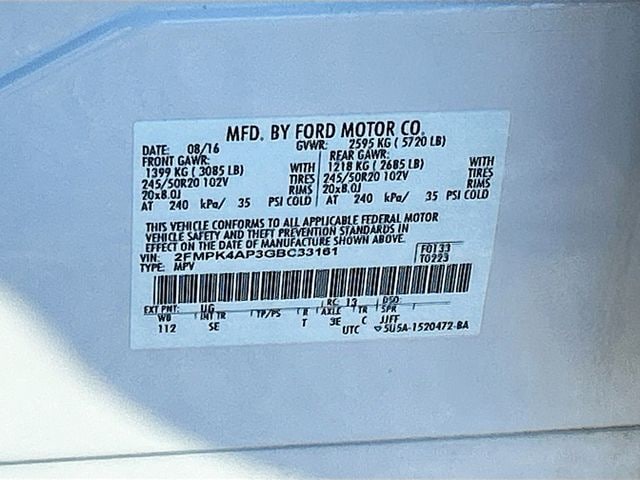 MFD. BY FORD MOTOR CO.
DATE: 08/16 GVWR: 2595 KG ( 5720 LB)
FRONT GAWR: REAR GAWR:
1399 KG ( 3085 LB) WITH 1218 KG ( 2685 LB) WITH
245/50R20 102V TIRES 245/50R20 102V TIRES
20x8.0J RIMS 20x8.0J RIMS
AT 240 kPa/ 35 PSI COLD AT 240 kPa/ 35 PSI COLD
THIS VEHICLE CONFORMS TO ALL APPLICABLE FEDERAL MOTOR
VEHICLE SAFETY AND THEFT PREVENTION STANDARDS IN
EFFECT ON THE DATE OF MANUFACTURE SHOWN ABOVE.
VIN: 2FMPK4AP3GBC33161 F0133
TYPE: MPV T0223
EXT PNT: UG RC: 13 DSO:
WB INT TR TP/PS R AXLE TR SPR
112 SE T 3E C JJFF
UTC 5U5A-1520472-BA